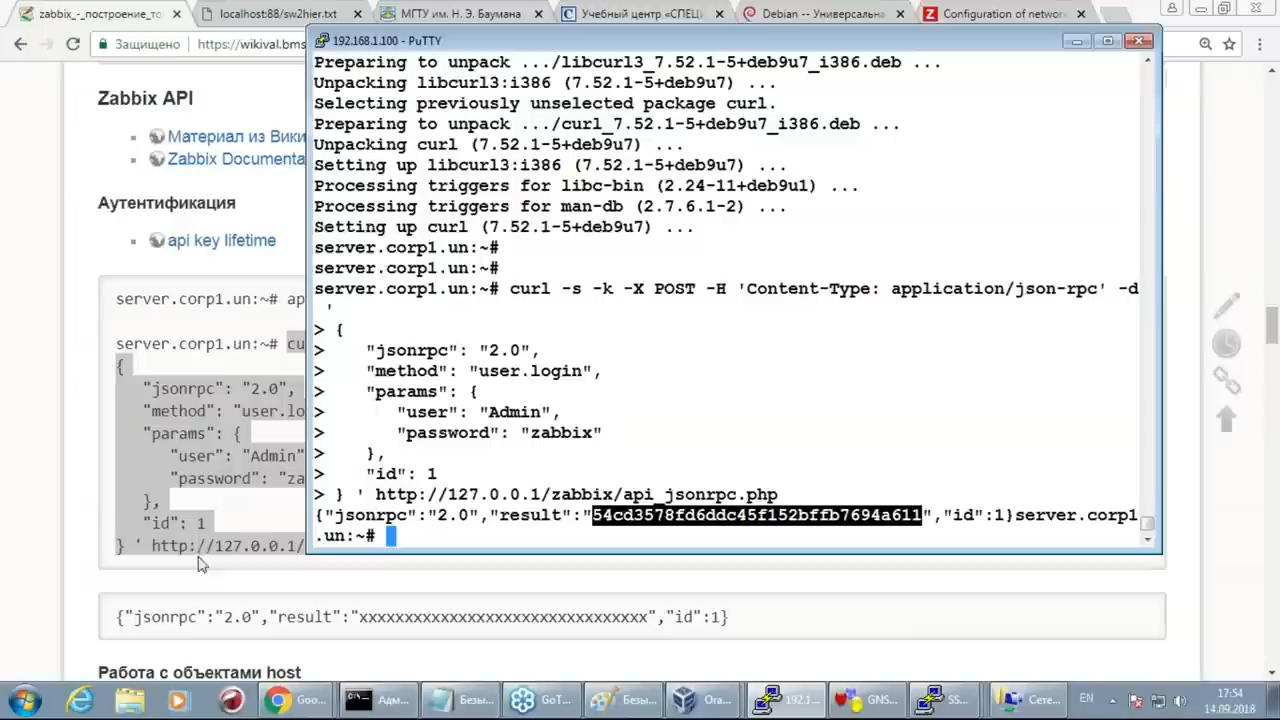 zabbix_-_построение_то
localhost:88/sw2hier.txt
МГТУ им. Н. Э. Баумана
Учебный центр «СПЕЦИ
Debian -- Универсальна
Configuration of network
Защищено
https://wikival.bms
192.168.1.100 - PuTTY
Preparing to unpack .../libcurl3_7.52.1-5+deb9u7_i386.deb ...
Unpacking libcurl3:i386 (7.52.1-5+deb9u7) ...
Selecting previously unselected package curl.
Preparing to unpack .../curl_7.52.1-5+deb9u7_i386.deb ...
Unpacking curl (7.52.1-5+deb9u7) ...
Setting up libcurl3:i386 (7.52.1-5+deb9u7) ...
Processing triggers for libc-bin (2.24-11+deb9u1) ...
Processing triggers for man-db (2.7.6.1-2) ...
Setting up curl (7.52.1-5+deb9u7) ...
server.corp1.un:~#
server.corp1.un:~#
server.corp1.un:~# curl -s -k -X POST -H 'Content-Type: application/json-rpc' -d
'
> {
>    "jsonrpc": "2.0",
>    "method": "user.login",
>    "params": {
>       "user": "Admin",
>       "password": "zabbix"
>    },
>    "id": 1
> } ' http://127.0.0.1/zabbix/api_jsonrpc.php
{"jsonrpc":"2.0","result":"54cd3578fd6ddc45f152bffb7694a611","id":1}server.corp1
.un:~#
Zabbix API
Материал из Вики
Zabbix Documenta
Аутентификация
api key lifetime
server.corp1.un:~# ap
server.corp1.un:~# cu
{
"jsonrpc": "2.0",
"method": "user.lo
"params": {
"user": "Admin"
"password": "za
},
"id": 1
} ' http://127.0.0.1/
{"jsonrpc":"2.0","result":"xxxxxxxxxxxxxxxxxxxxxxxxxxxxxxxx","id":1}
Работа с объектами host
Goo...
Адм...
Безы...
GoT...
Безы...
Ora...
192.1...
GNS...
SS...
Сете...
EN
17:54
14.09.2018